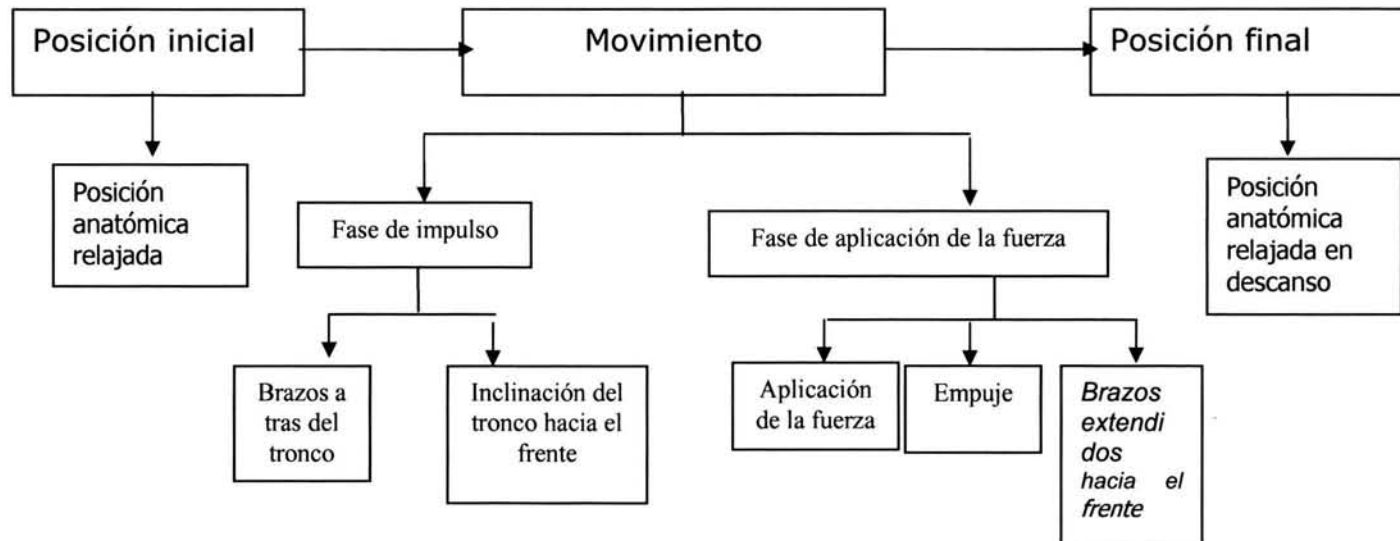 Posición inicial
Movimiento
Posición final
Posición
anatómica
relajada
Fase de impulso
Fase de aplicación de la fuerza
Posición
anatómica
relajada en
descanso
Brazos a
tras del
tronco
Inclinación del
tronco hacia el
frente
Aplicación
de la fuerza
Empuje
Brazos
extendi
dos
hacia el
frente